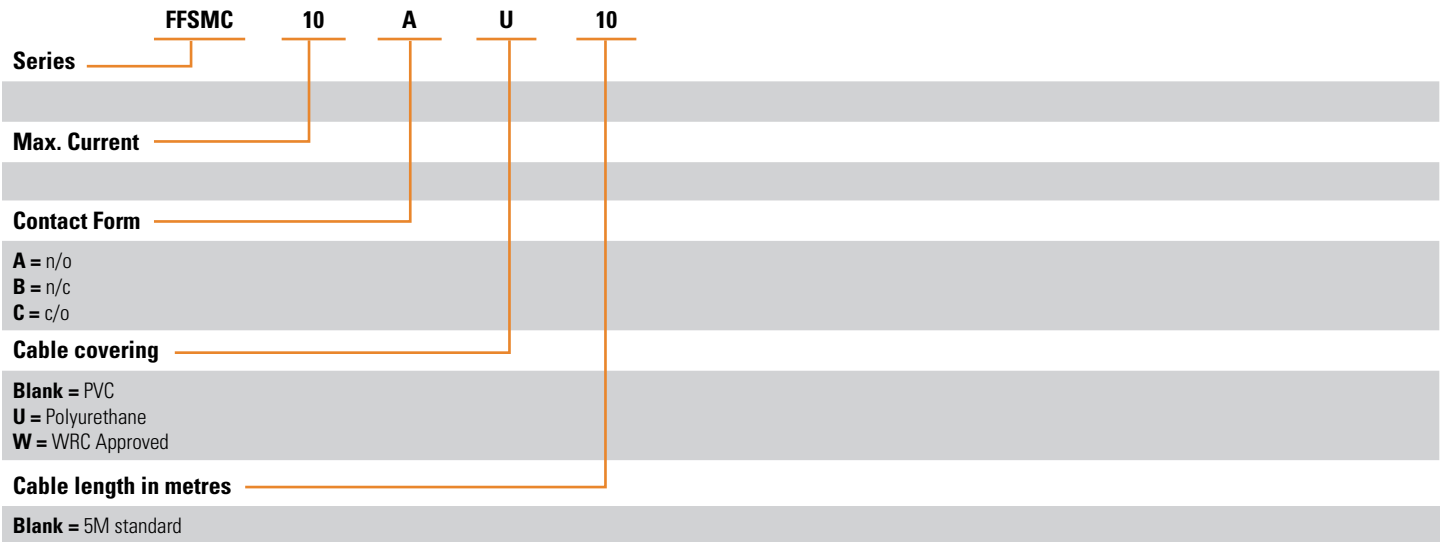 FFSMC 10 A U 10
Series
Max. Current
Contact Form
A = n/o
B = n/c
C = c/o
Cable covering
Blank = PVC
U = Polyurethane
W = WRC Approved
Cable length in metres
Blank = 5M standard